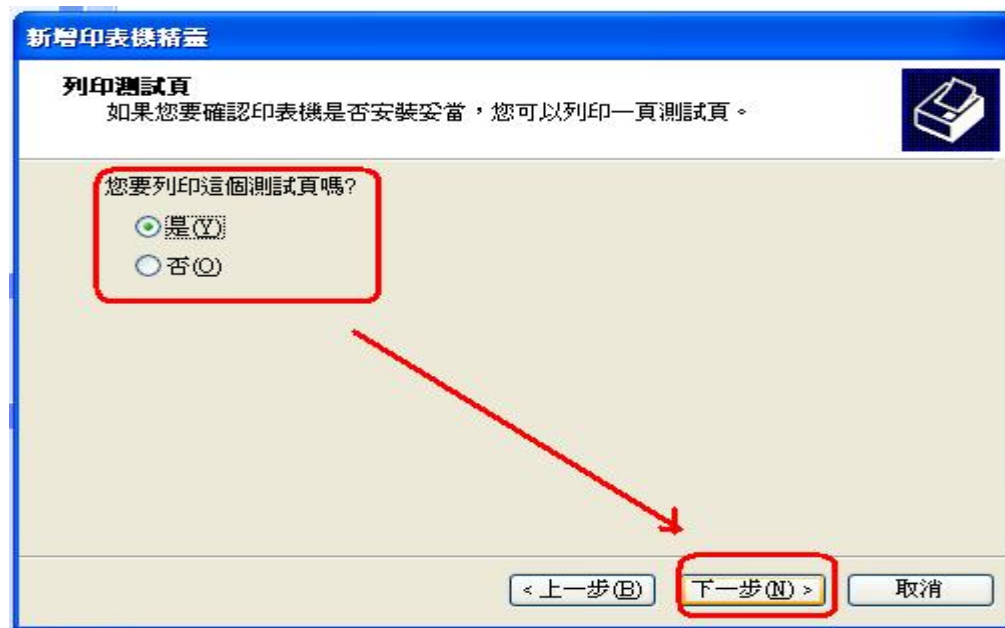 新增印表機精靈
列印測試頁
如果您要確認印表機是否安裝妥當，您可以列印一頁測試頁。
您要列印這個測試頁嗎?
是(Y)
否(O)
< 上一步(B) 下一步(N) > 取消